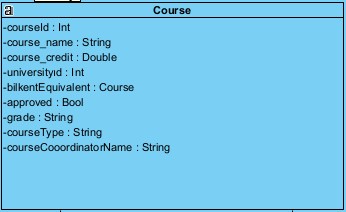 a
Course
-courseId : Int
-course_name : String
-course_credit : Double
-universityid : Int
-bilkentEquivalent : Course
-approved : Bool
-grade : String
-courseType : String
-courseCooordinatorName : String